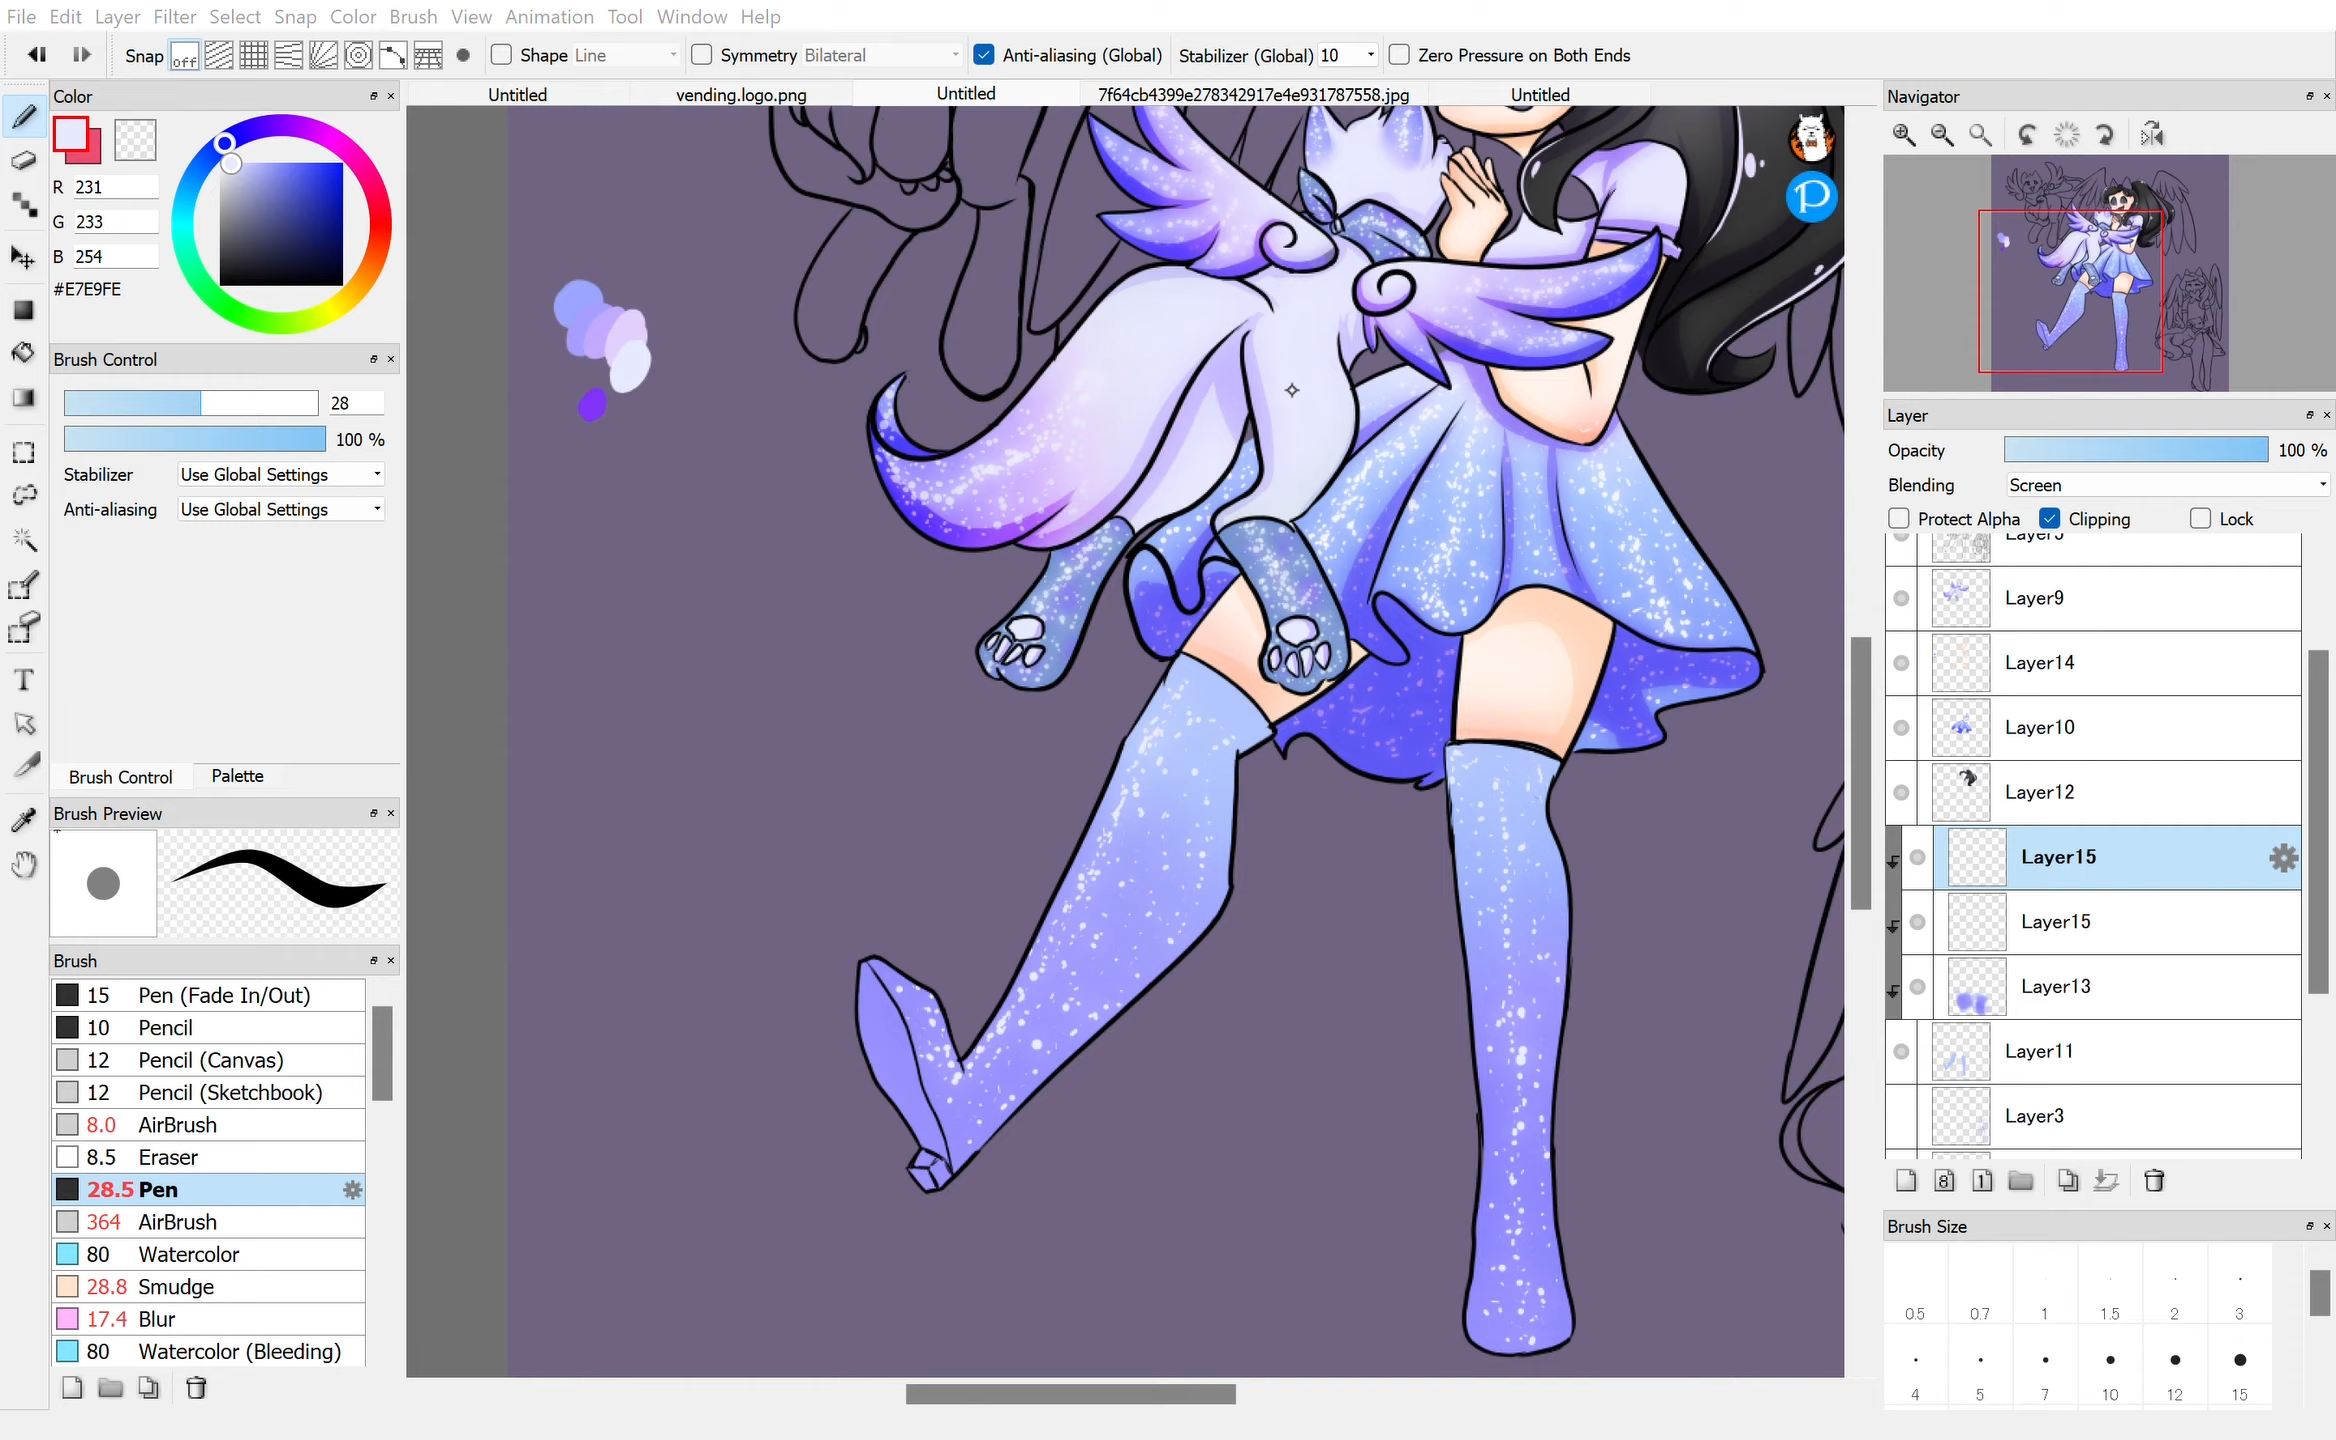 File Edit Layer Filter Select Snap Color Brush View Animation Tool Window Help
Snap off Shape Line Symmetry Bilateral Anti-aliasing (Global) Stabilizer (Global) 10 Zero Pressure on Both Ends
Color
Untitled vending.logo.png Untitled 7f64cb4399e278342917e4e931787558.jpg Untitled
Navigator
R 231
G 233
B 254
#E7E9FE
P
Brush Control
28
100 %
Stabilizer Use Global Settings
Anti-aliasing Use Global Settings
Brush Control Palette
Brush Preview
Brush
15 Pen (Fade In/Out)
10 Pencil
12 Pencil (Canvas)
12 Pencil (Sketchbook)
8.0 AirBrush
8.5 Eraser
28.5 Pen
364 AirBrush
80 Watercolor
28.8 Smudge
17.4 Blur
80 Watercolor (Bleeding)
T
Layer
Opacity 100 %
Blending Screen
Protect Alpha Clipping Lock
Layer5
Layer9
Layer14
Layer10
Layer12
Layer15
Layer15
Layer13
Layer11
Layer3
8 1
Brush Size
0.5 0.7 1 1.5 2 3
4 5 7 10 12 15